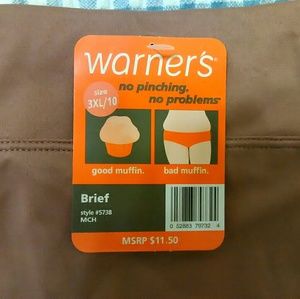 warner's®
size
3XL/10
no pinching.
no problems
good muffin.
bad muffin.
Brief
style #5738
MCH
0 52883 79732 4
MSRP $11.50